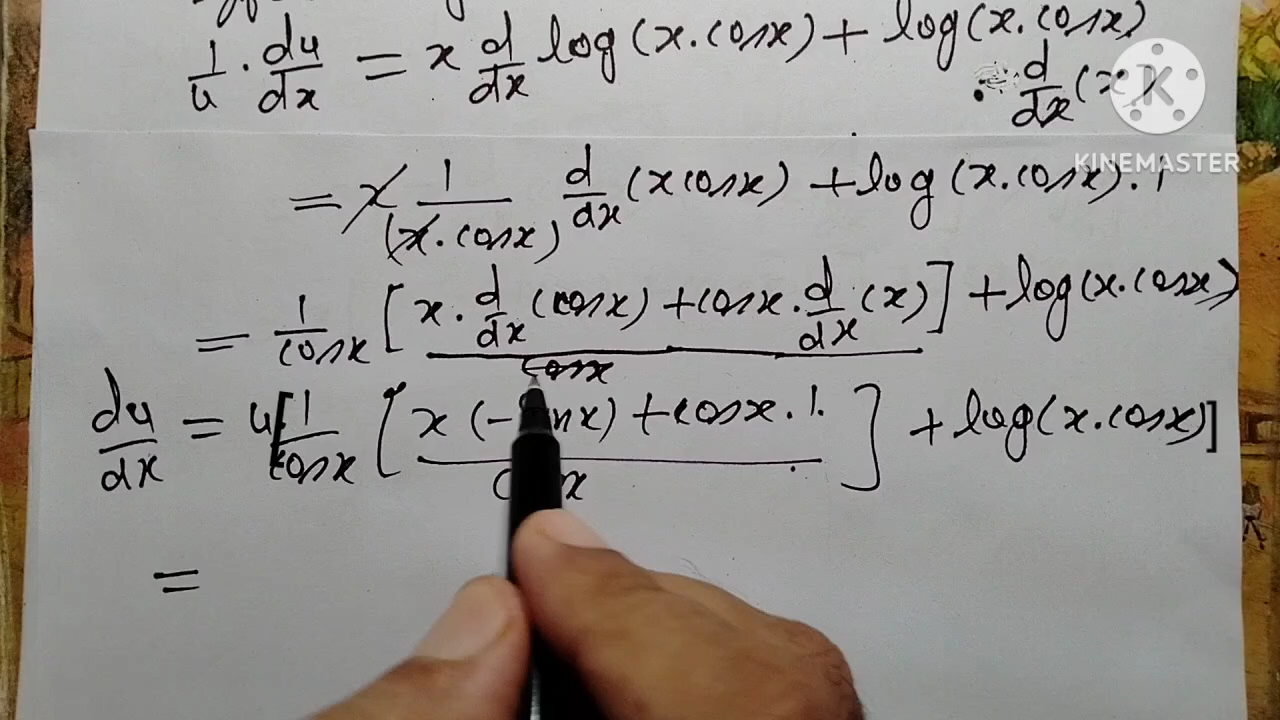 1/u · du/dx = x d/dx log(x.cosx) + log(x.cosx)
· d/dx (x)
KINEMASTER
= x 1/(x.cosx) d/dx (xcosx) + log(x.cosx).1
= 1/cosx [x. d/dx (cosx) + cosx. d/dx (x)] + log(x.cosx)
cosx
du/dx = u[1/cosx [x(-sinx) + cosx.1.] + log(x.cosx)]
=